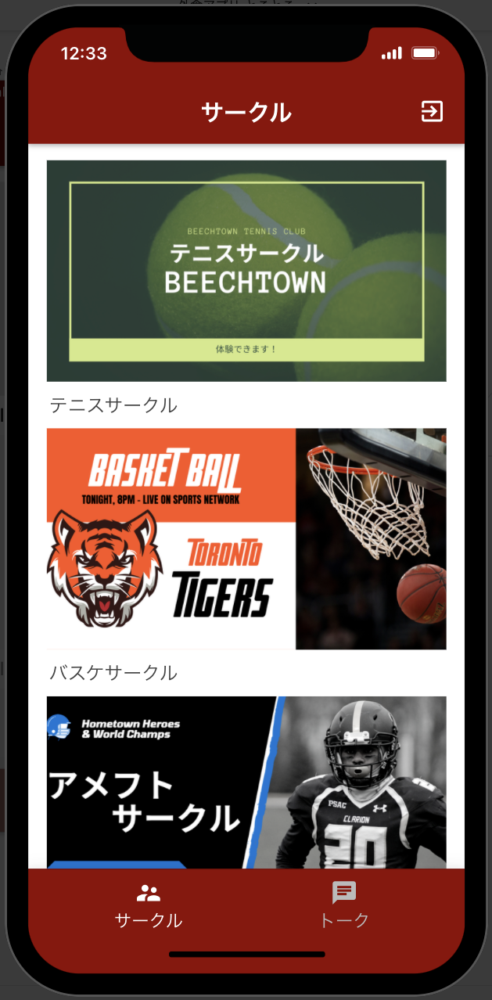 12:33
サークル
BEECHTOWN TENNIS CLUB
テニスサークル
BEECHTOWN
体験できます！
テニスサークル
BASKET BALL
TONIGHT, 8PM - LIVE ON SPORTS NETWORK
TORONTO
TIGERS
バスケサークル
Hometown Heroes
& World Champs
アメフト
サークル
PSAC
CLARION
20
サークル
トーク